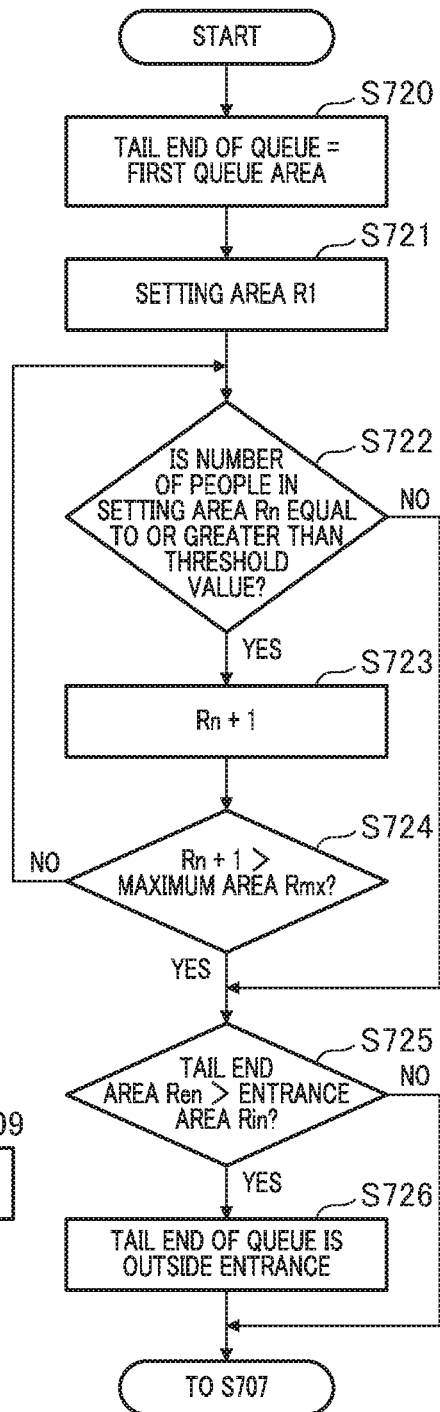 START
S720
TAIL END OF QUEUE =
FIRST QUEUE AREA
S721
SETTING AREA R1
S722
IS NUMBER
OF PEOPLE IN
SETTING AREA Rn EQUAL
TO OR GREATER THAN
THRESHOLD
VALUE?
NO
YES
S723
Rn + 1
S724
Rn + 1 >
MAXIMUM AREA Rmx?
NO
YES
S725
TAIL END
AREA Ren > ENTRANCE
AREA Rin?
NO
09
YES
S726
TAIL END OF QUEUE IS
OUTSIDE ENTRANCE
TO S707